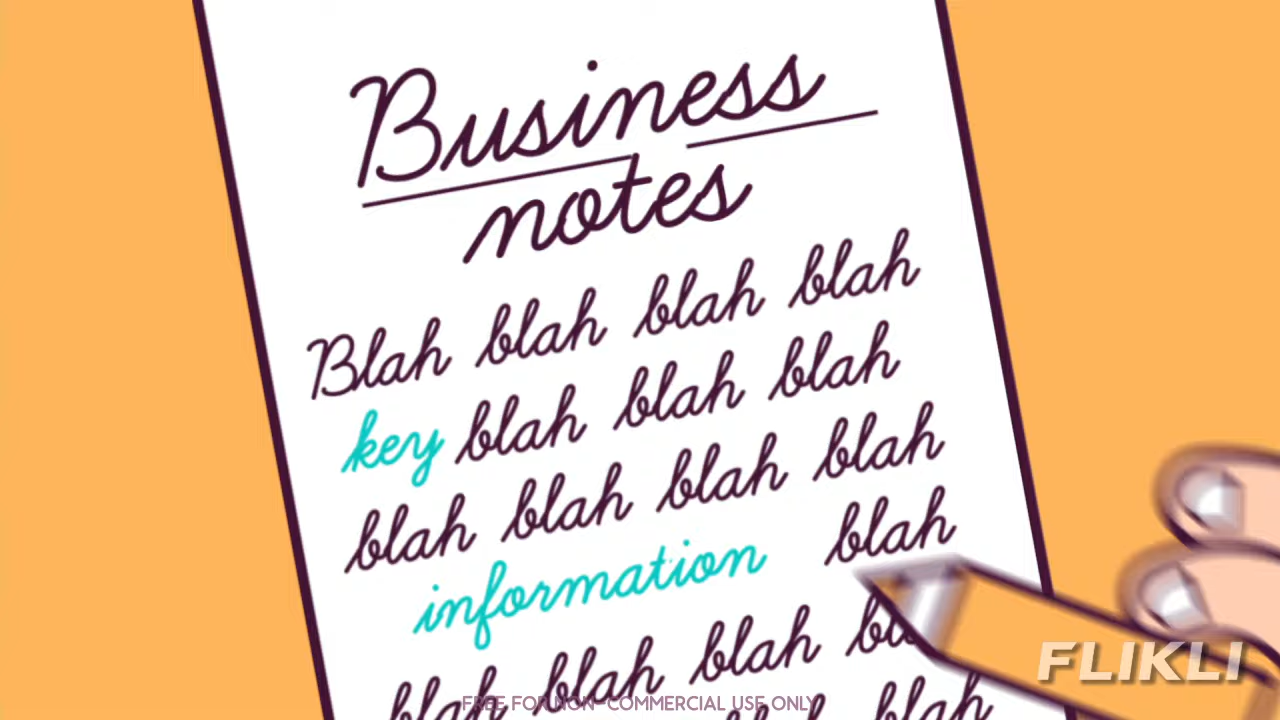 Business
notes
Blah blah blah blah
key blah blah blah
blah blah blah blah
information blah
blah blah blah
FLIKLI
FREE FOR NON-COMMERCIAL USE ONLY